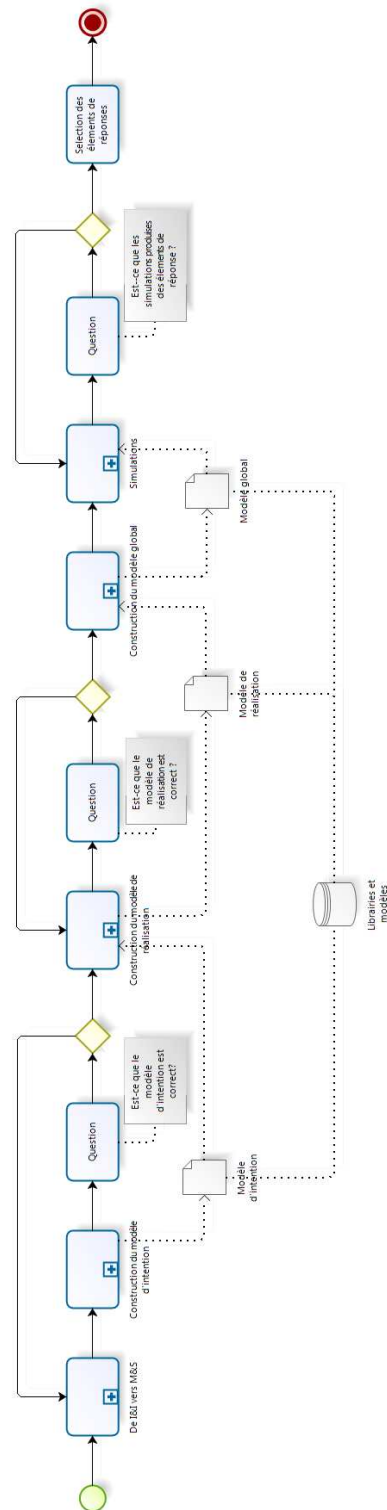 De I&I vers M&S
Construction du modèle
d'intention
Question
Est-ce que le
modèle
d'intention est
correct?
Modèle
d'intention
Construction du modèle de
réalisation
Question
Est-ce que le
modèle de
réalisation est
correct ?
Modèle de
réalisation
Construction du modèle global
Modèle global
Simulations
Question
Est--ce que les
simulations produises
des élements de
réponse ?
Selection des
élements de
réponses
Librairies et
modèles